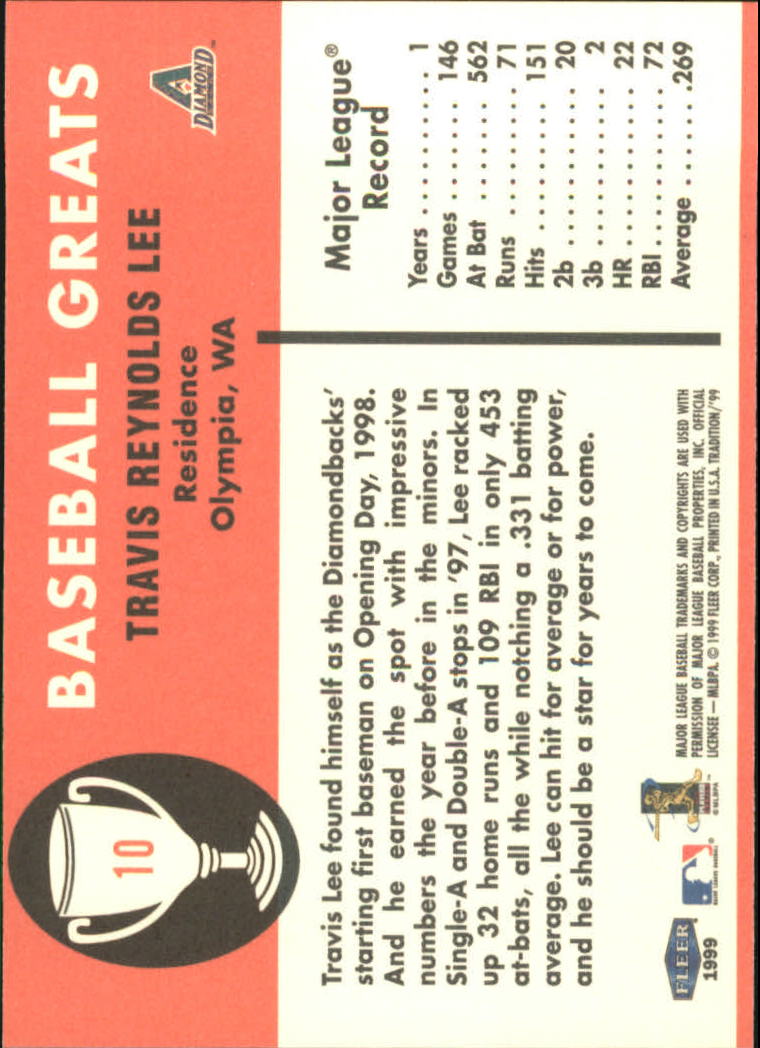 10
BASEBALL GREATS
TRAVIS REYNOLDS LEE
Residence
Olympia, WA
A
DIAMOND
Travis Lee found himself as the Diamondbacks'
starting first baseman on Opening Day, 1998.
And he earned the spot with impressive
numbers the year before in the minors. In
Single-A and Double-A stops in '97, Lee racked
up 32 home runs and 109 RBI in only 453
at-bats, all the while notching a .331 batting
average. Lee can hit for average or for power,
and he should be a star for years to come.
Major League®
Record
Years . . . . . . . . . . 1
Games . . . . . . . 146
At Bat . . . . . . . 562
Runs . . . . . . . . . 71
Hits . . . . . . . . . 151
2b . . . . . . . . . . . 20
3b . . . . . . . . . . . . 2
HR . . . . . . . . . . . 22
RBI . . . . . . . . . . . 72
Average . . . . . . .269
FLEER
1999
MAJOR LEAGUE BASEBALL
PLAYERS
© MLBPA
MAJOR LEAGUE BASEBALL TRADEMARKS AND COPYRIGHTS ARE USED WITH
PERMISSION OF MAJOR LEAGUE BASEBALL PROPERTIES, INC. OFFICIAL
LICENSEE — MLBPA. © 1999 FLEER CORP., PRINTED IN U.S.A. TRADITION/'99